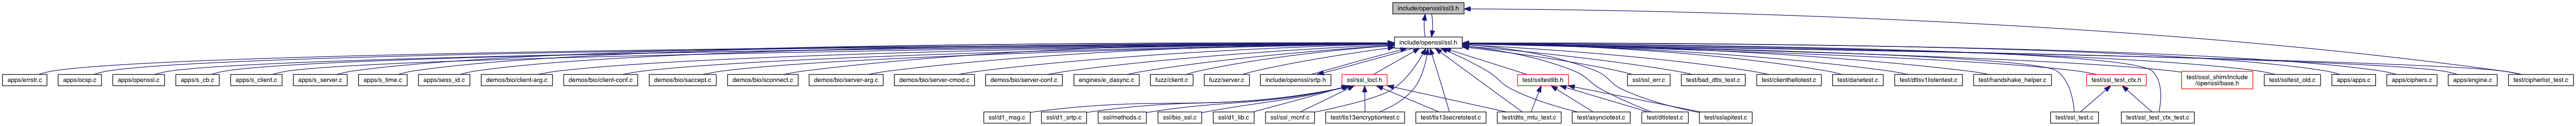 include/openssl/ssl3.h
include/openssl/ssl.h
apps/errstr.c
apps/ocsp.c
apps/openssl.c
apps/s_cb.c
apps/s_client.c
apps/s_server.c
apps/s_time.c
apps/sess_id.c
demos/bio/client-arg.c
demos/bio/client-conf.c
demos/bio/saccept.c
demos/bio/sconnect.c
demos/bio/server-arg.c
demos/bio/server-cmod.c
demos/bio/server-conf.c
engines/e_dasync.c
fuzz/client.c
fuzz/server.c
include/openssl/srtp.h
ssl/ssl_locl.h
test/ssltestlib.h
ssl/ssl_err.c
test/bad_dtls_test.c
test/clienthellotest.c
test/danetest.c
test/dtlsv1listentest.c
test/handshake_helper.c
test/ssl_test_ctx.h
test/ossl_shim/include
/openssl/base.h
test/ssltest_old.c
apps/apps.c
apps/ciphers.c
apps/engine.c
test/cipherlist_test.c
ssl/d1_msg.c
ssl/d1_srtp.c
ssl/methods.c
ssl/bio_ssl.c
ssl/d1_lib.c
ssl/ssl_mcnf.c
test/tls13encryptiontest.c
test/tls13secretstest.c
test/dtls_mtu_test.c
test/asynciotest.c
test/dtlstest.c
test/sslapitest.c
test/ssl_test.c
test/ssl_test_ctx_test.c